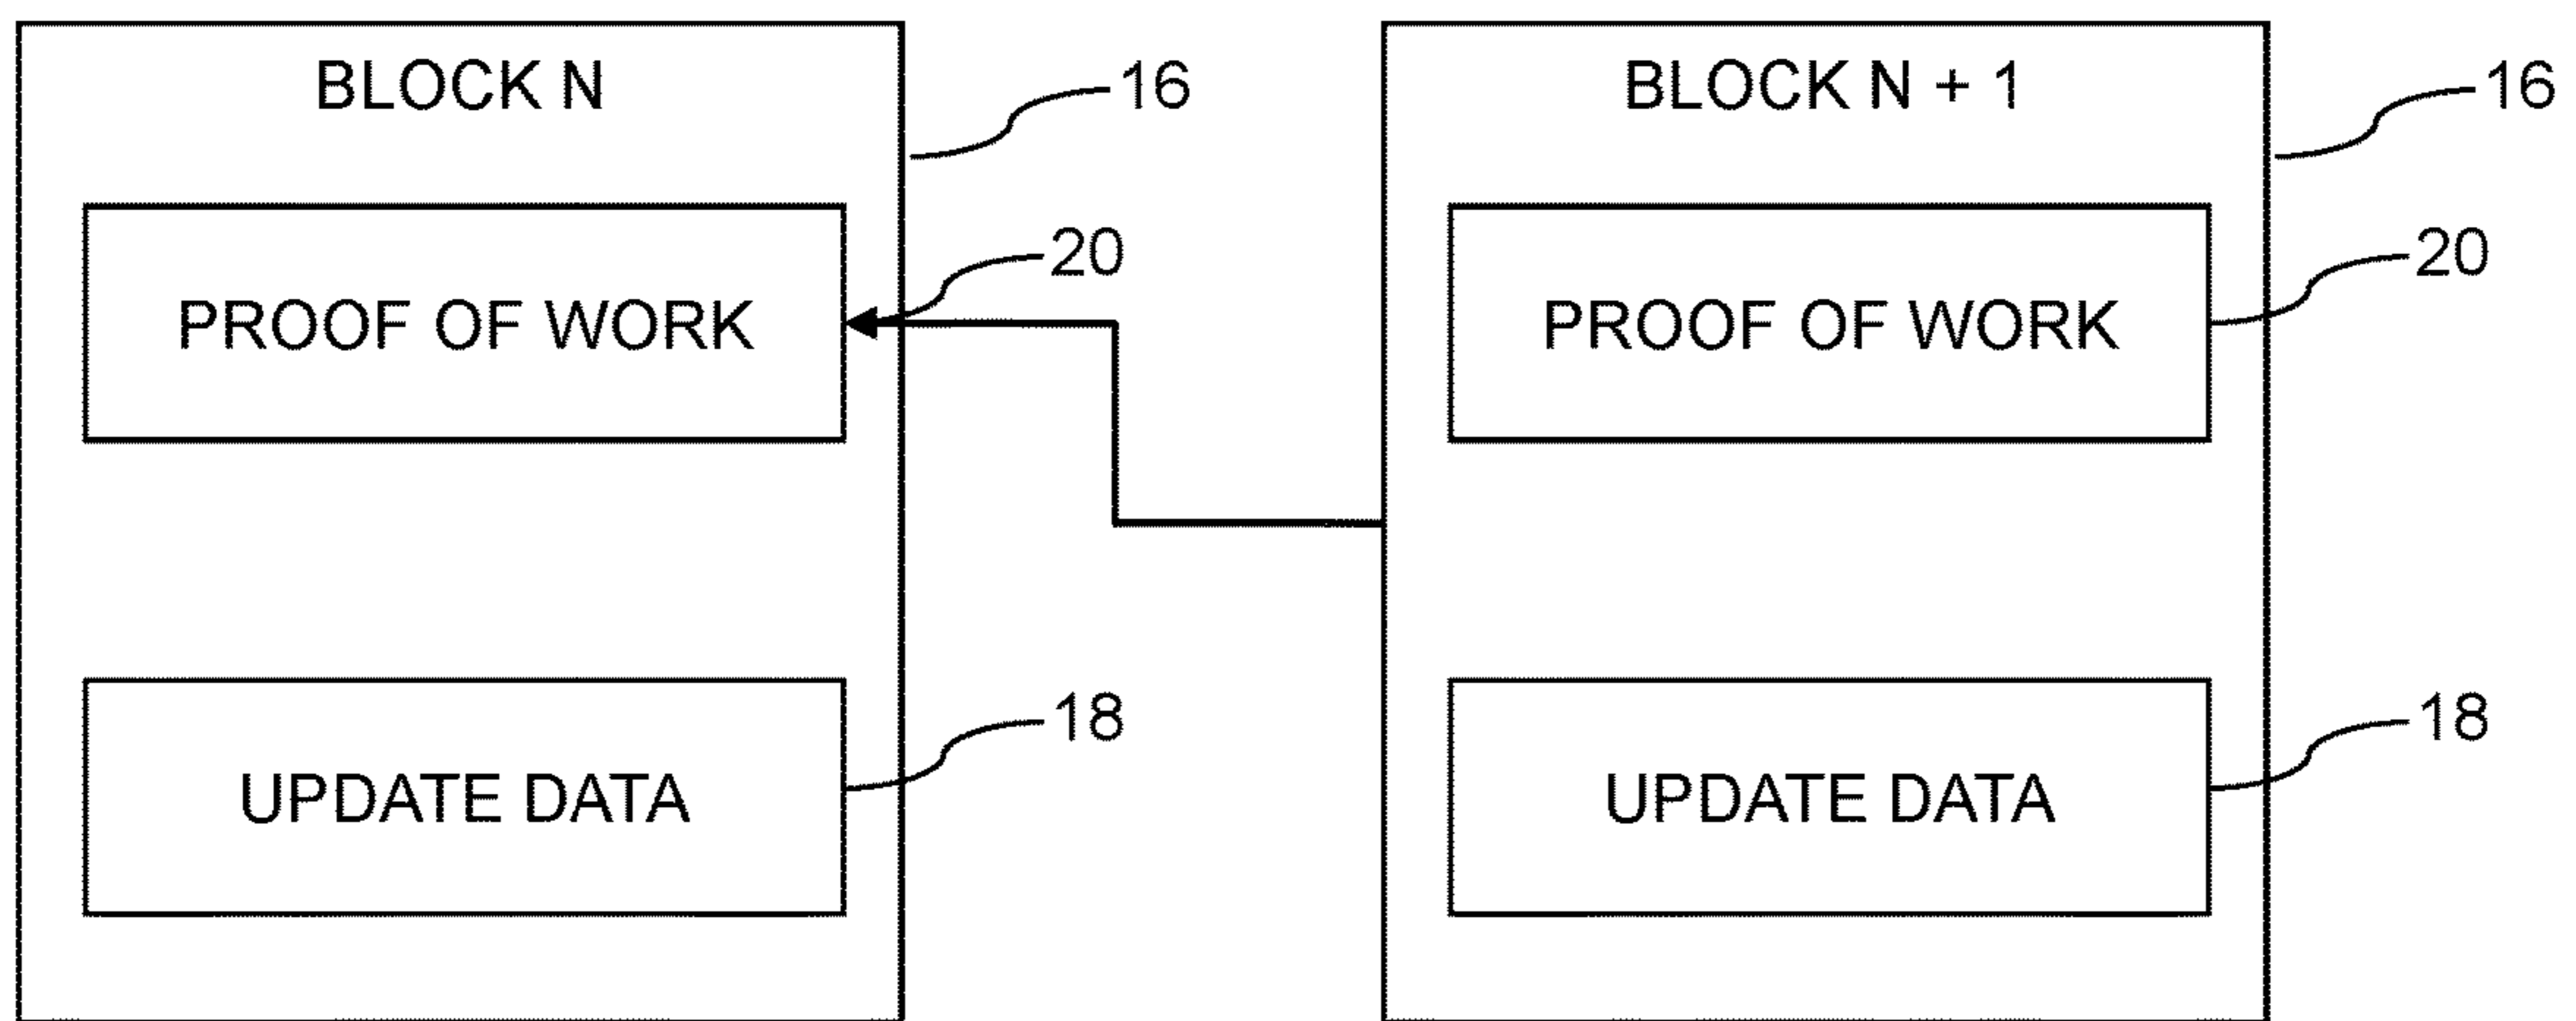 BLOCK N
16
20
PROOF OF WORK
18
UPDATE DATA
BLOCK N + 1
16
20
PROOF OF WORK
18
UPDATE DATA